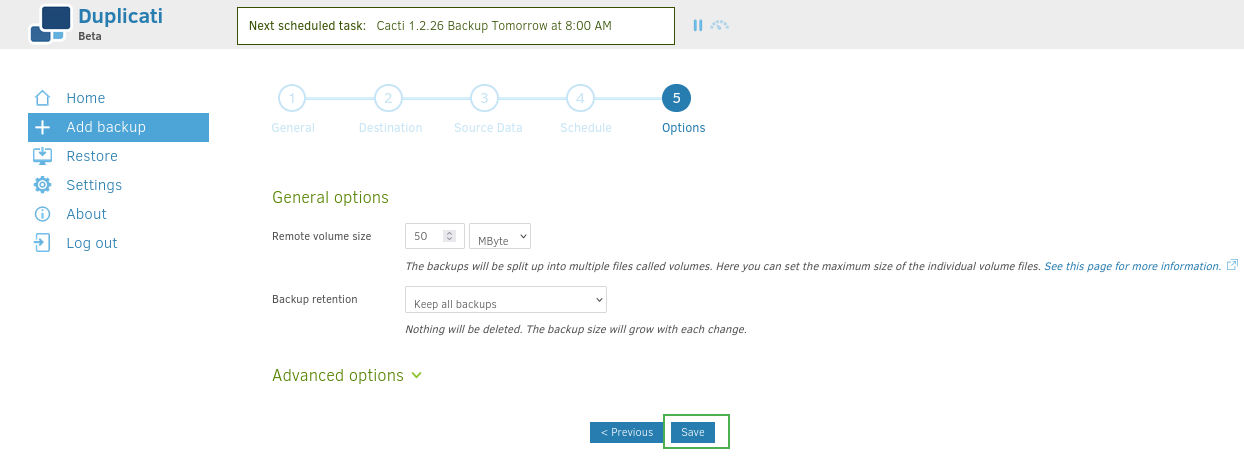 Duplicati
Beta
Next scheduled task: Cacti 1.2.26 Backup Tomorrow at 8:00 AM
Home
Add backup
Restore
Settings
About
Log out
1 2 3 4 5
General Destination Source Data Schedule Options
General options
Remote volume size 50 MByte
The backups will be split up into multiple files called volumes. Here you can set the maximum size of the individual volume files. See this page for more information.
Backup retention Keep all backups
Nothing will be deleted. The backup size will grow with each change.
Advanced options
< Previous Save